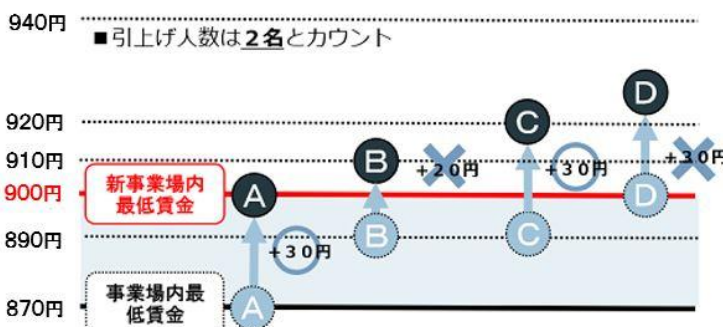 940円
■引上げ人数は2名とカウント
D
920円
C
910円
B
+20円
+30円
+30円
新事業場内
最低賃金
900円
A
D
890円
B
C
+30円
870円
事業場内最
低賃金
A